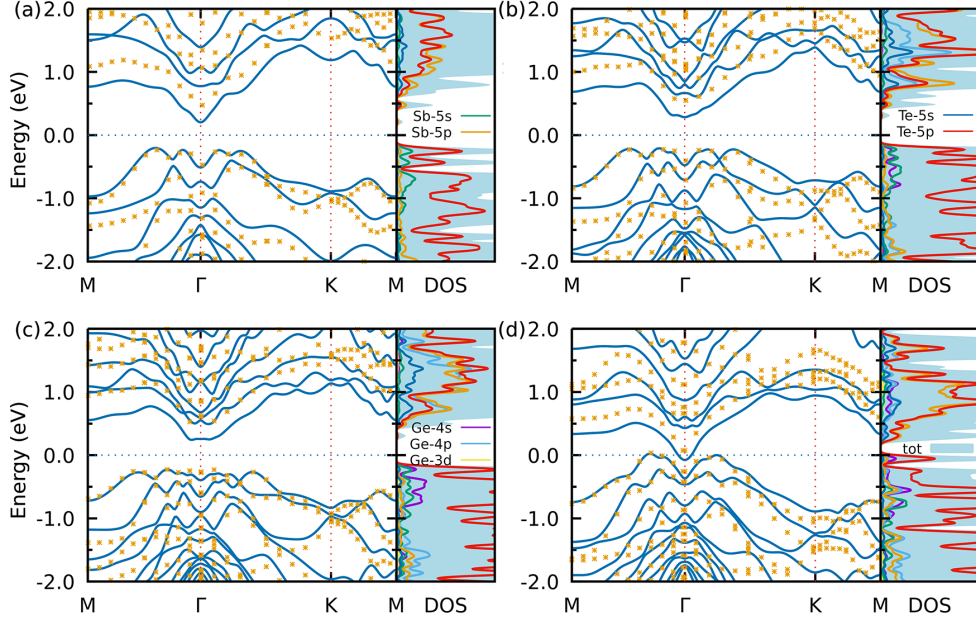 (a)
2.0
1.0
0.0
-1.0
-2.0
Energy (eV)
Sb-5s
Sb-5p
M
Γ
K
M
DOS
(b)
2.0
1.0
0.0
-1.0
-2.0
Te-5s
Te-5p
M
Γ
K
M
DOS
(c)
2.0
1.0
0.0
-1.0
-2.0
Energy (eV)
Ge-4s
Ge-4p
Ge-3d
M
Γ
K
M
DOS
(d)
2.0
1.0
0.0
-1.0
-2.0
tot
M
Γ
K
M
DOS